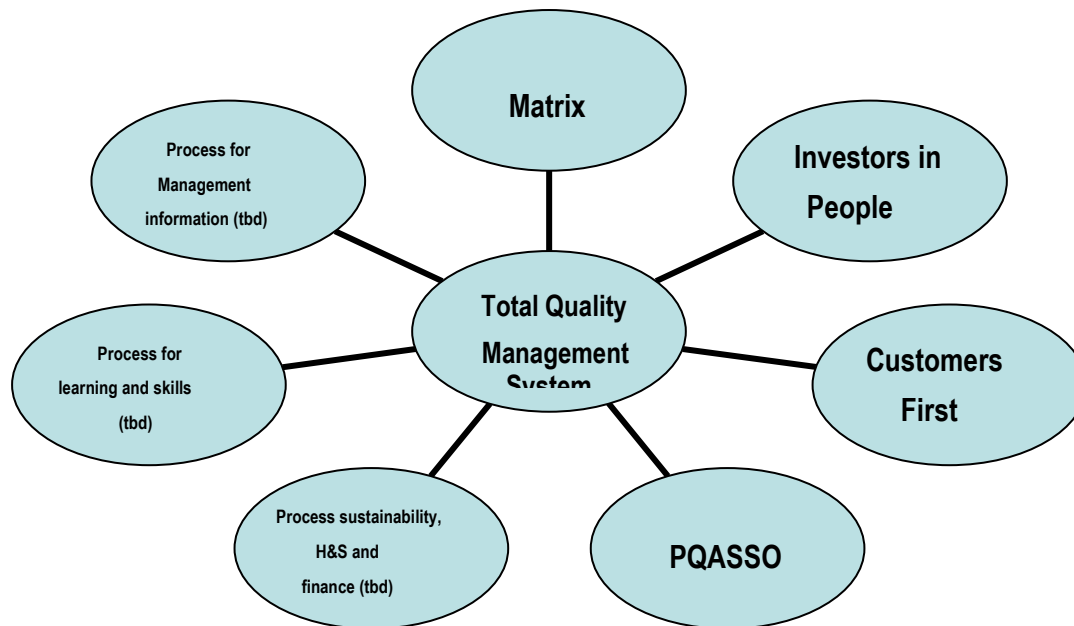 Matrix
Process for
Management
information (tbd)
Investors in
People
Total Quality
Management
System
Process for
learning and skills
(tbd)
Customers
First
Process sustainability,
H&S and
finance (tbd)
PQASSO